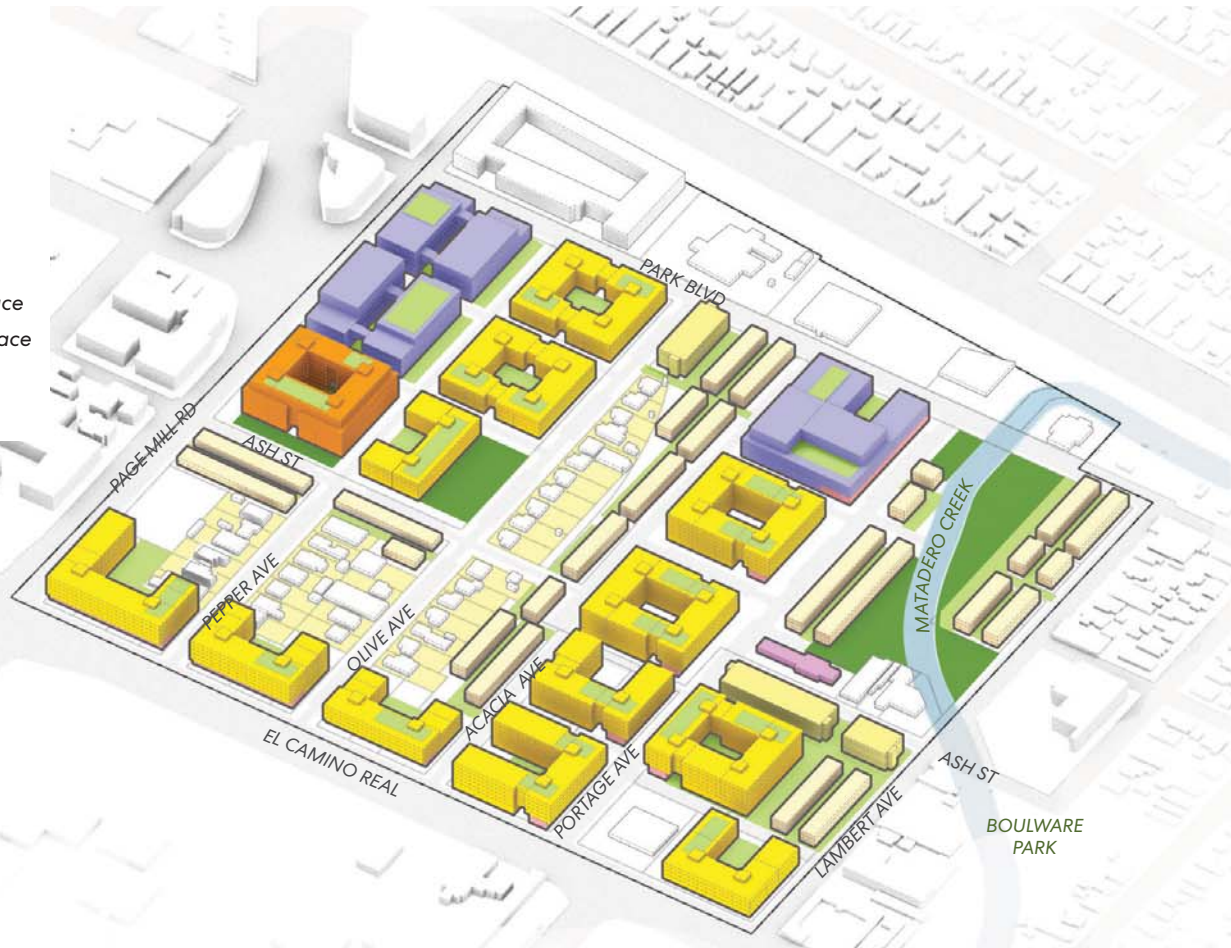 PARK BLVD
PAGE MILL RD
ASH ST
MATADERO CREEK
PEPPER AVE
OLIVE AVE
ACACIA AVE
EL CAMINO REAL
PORTAGE AVE
ASH ST
LAMBERT AVE
BOULWARE
PARK